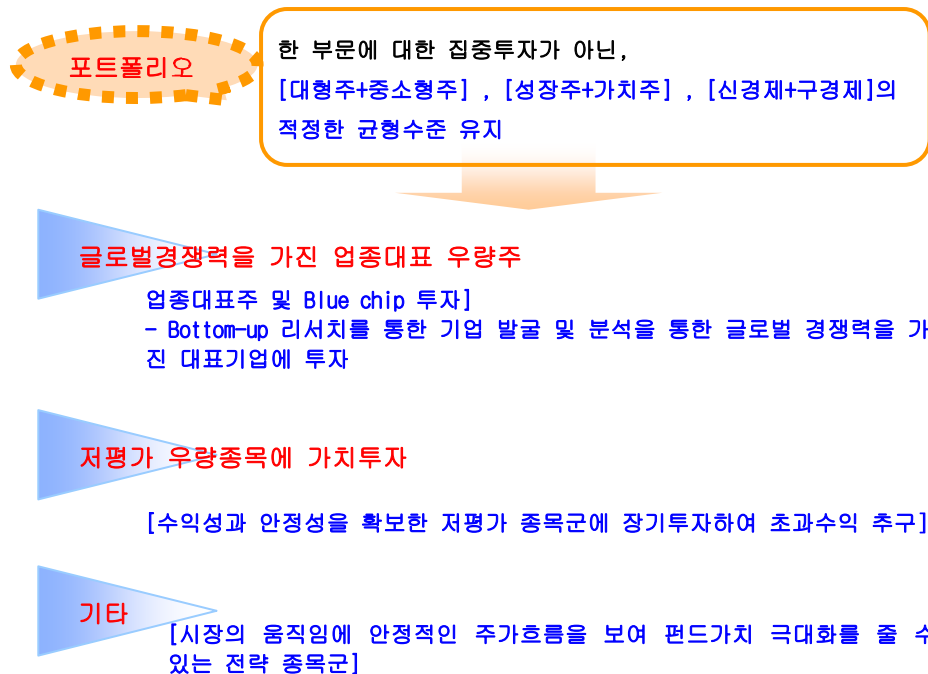 포트폴리오
한 부문에 대한 집중투자가 아닌,
[대형주+중소형주] , [성장주+가치주] , [신경제+구경제]의
적정한 균형수준 유지
글로벌경쟁력을 가진 업종대표 우량주
업종대표주 및 Blue chip 투자]
- Bottom-up 리서치를 통한 기업 발굴 및 분석을 통한 글로벌 경쟁력을 가
진 대표기업에 투자
저평가 우량종목에 가치투자
[수익성과 안정성을 확보한 저평가 종목군에 장기투자하여 초과수익 추구]
기타
[시장의 움직임에 안정적인 주가흐름을 보여 펀드가치 극대화를 줄 수
있는 전략 종목군]